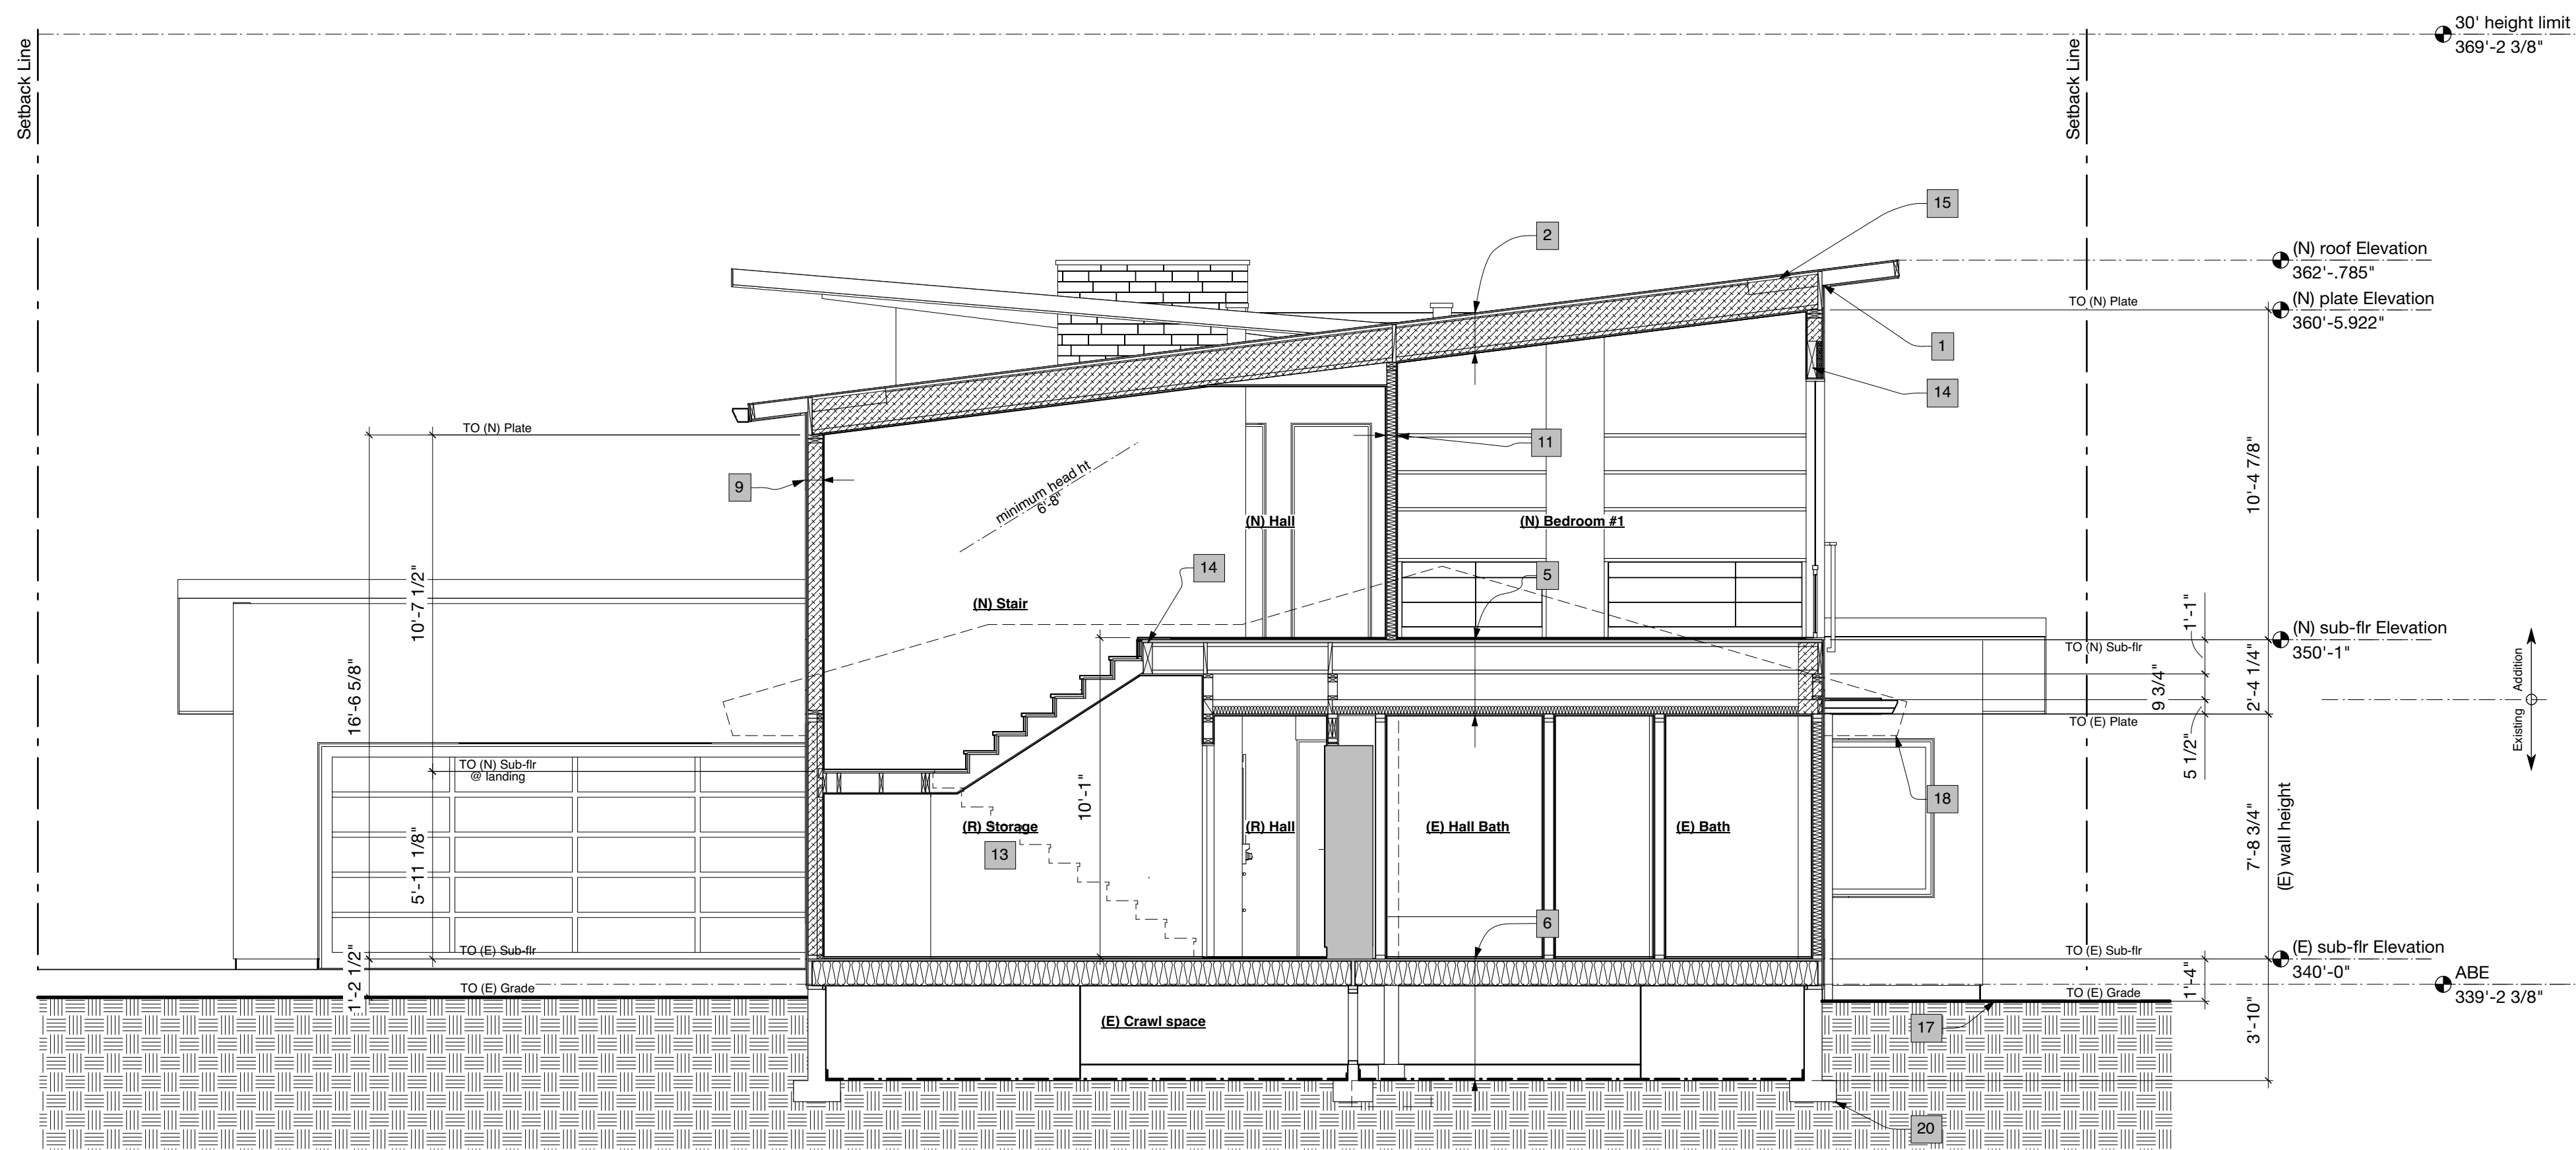 30' height limit
369'-2 3/8"
Setback Line
Setback Line
15
2
(N) roof Elevation
362'-.785"
TO (N) Plate
(N) plate Elevation
360'-5.922"
1
14
TO (N) Plate
11
9
minimum head ht
6'-8"
10'-4 7/8"
(N) Hall
(N) Bedroom #1
14
5
10'-7 1/2"
(N) Stair
1'-1"
(N) sub-flr Elevation
350'-1"
TO (N) Sub-flr
16'-6 5/8"
9 3/4"
2'-4 1/4"
Addition
Existing
TO (E) Plate
5 1/2"
TO (N) Sub-flr
@ landing
18
10'-1"
(R) Storage
(R) Hall
(E) Hall Bath
(E) Bath
13
5'-11 1/8"
7'-8 3/4"
(E) wall height
6
TO (E) Sub-flr
TO (E) Sub-flr
(E) sub-flr Elevation
340'-0"
1'-2 1/2"
TO (E) Grade
1'-4"
ABE
339'-2 3/8"
TO (E) Grade
(E) Crawl space
17
3'-10"
20